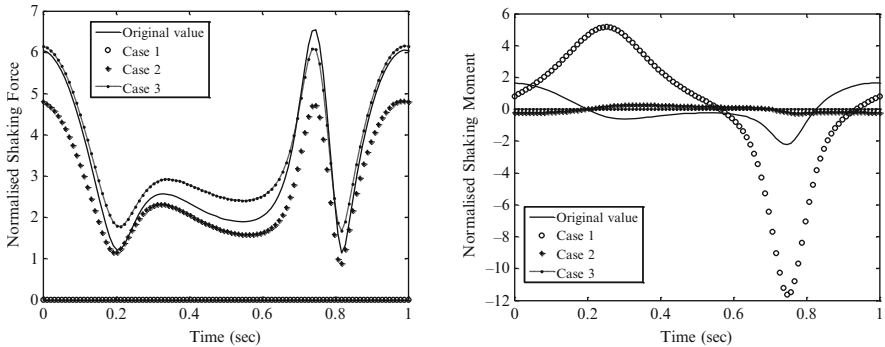 Normalised Shaking Force
7
6
5
4
3
2
1
0
Original value
Case 1
Case 2
Case 3
0
0.2
0.4
0.6
0.8
1
Time (sec)
Normalised Shaking Moment
6
4
2
0
−2
−4
−6
−8
−10
−12
Original value
Case 1
Case 2
Case 3
0
0.2
0.4
0.6
0.8
1
Time (sec)